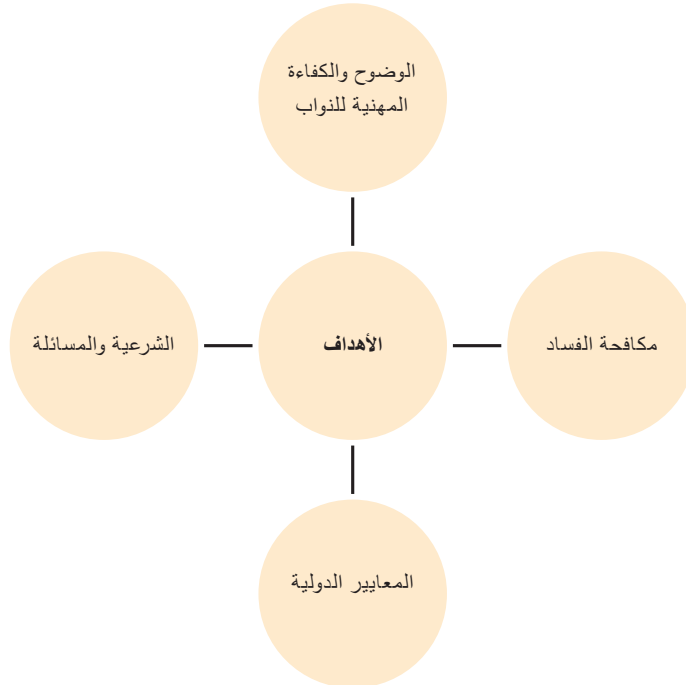 الوضوح والكفاءة
المهنية للنواب
مكافحة الفساد
الأهداف
الشرعية والمسائلة
المعايير الدولية